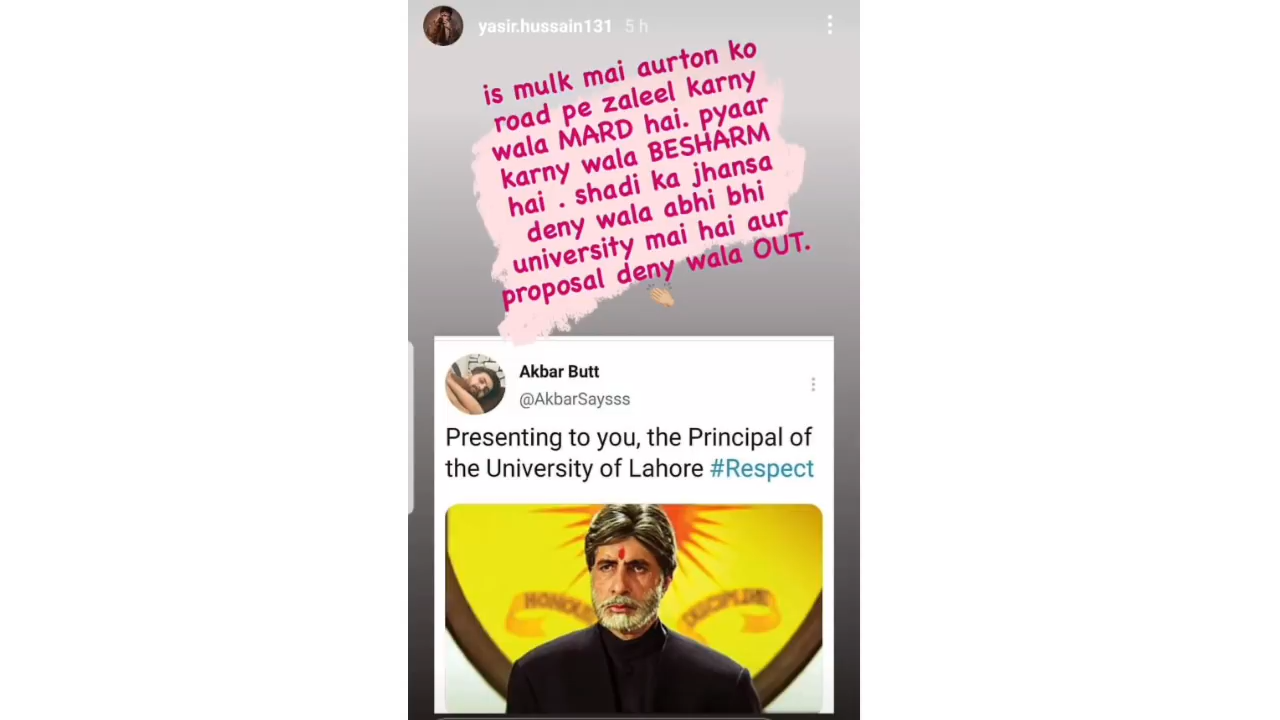 yasir.hussain131 5 h
is mulk mai aurton ko
road pe zaleel karny
wala MARD hai. pyaar
karny wala BESHARM
hai . shadi ka jhansa
deny wala abhi bhi
university mai hai aur
proposal deny wala OUT.
Akbar Butt
@AkbarSaysss
Presenting to you, the Principal of
the University of Lahore #Respect
HONOUR DISCIPLINE